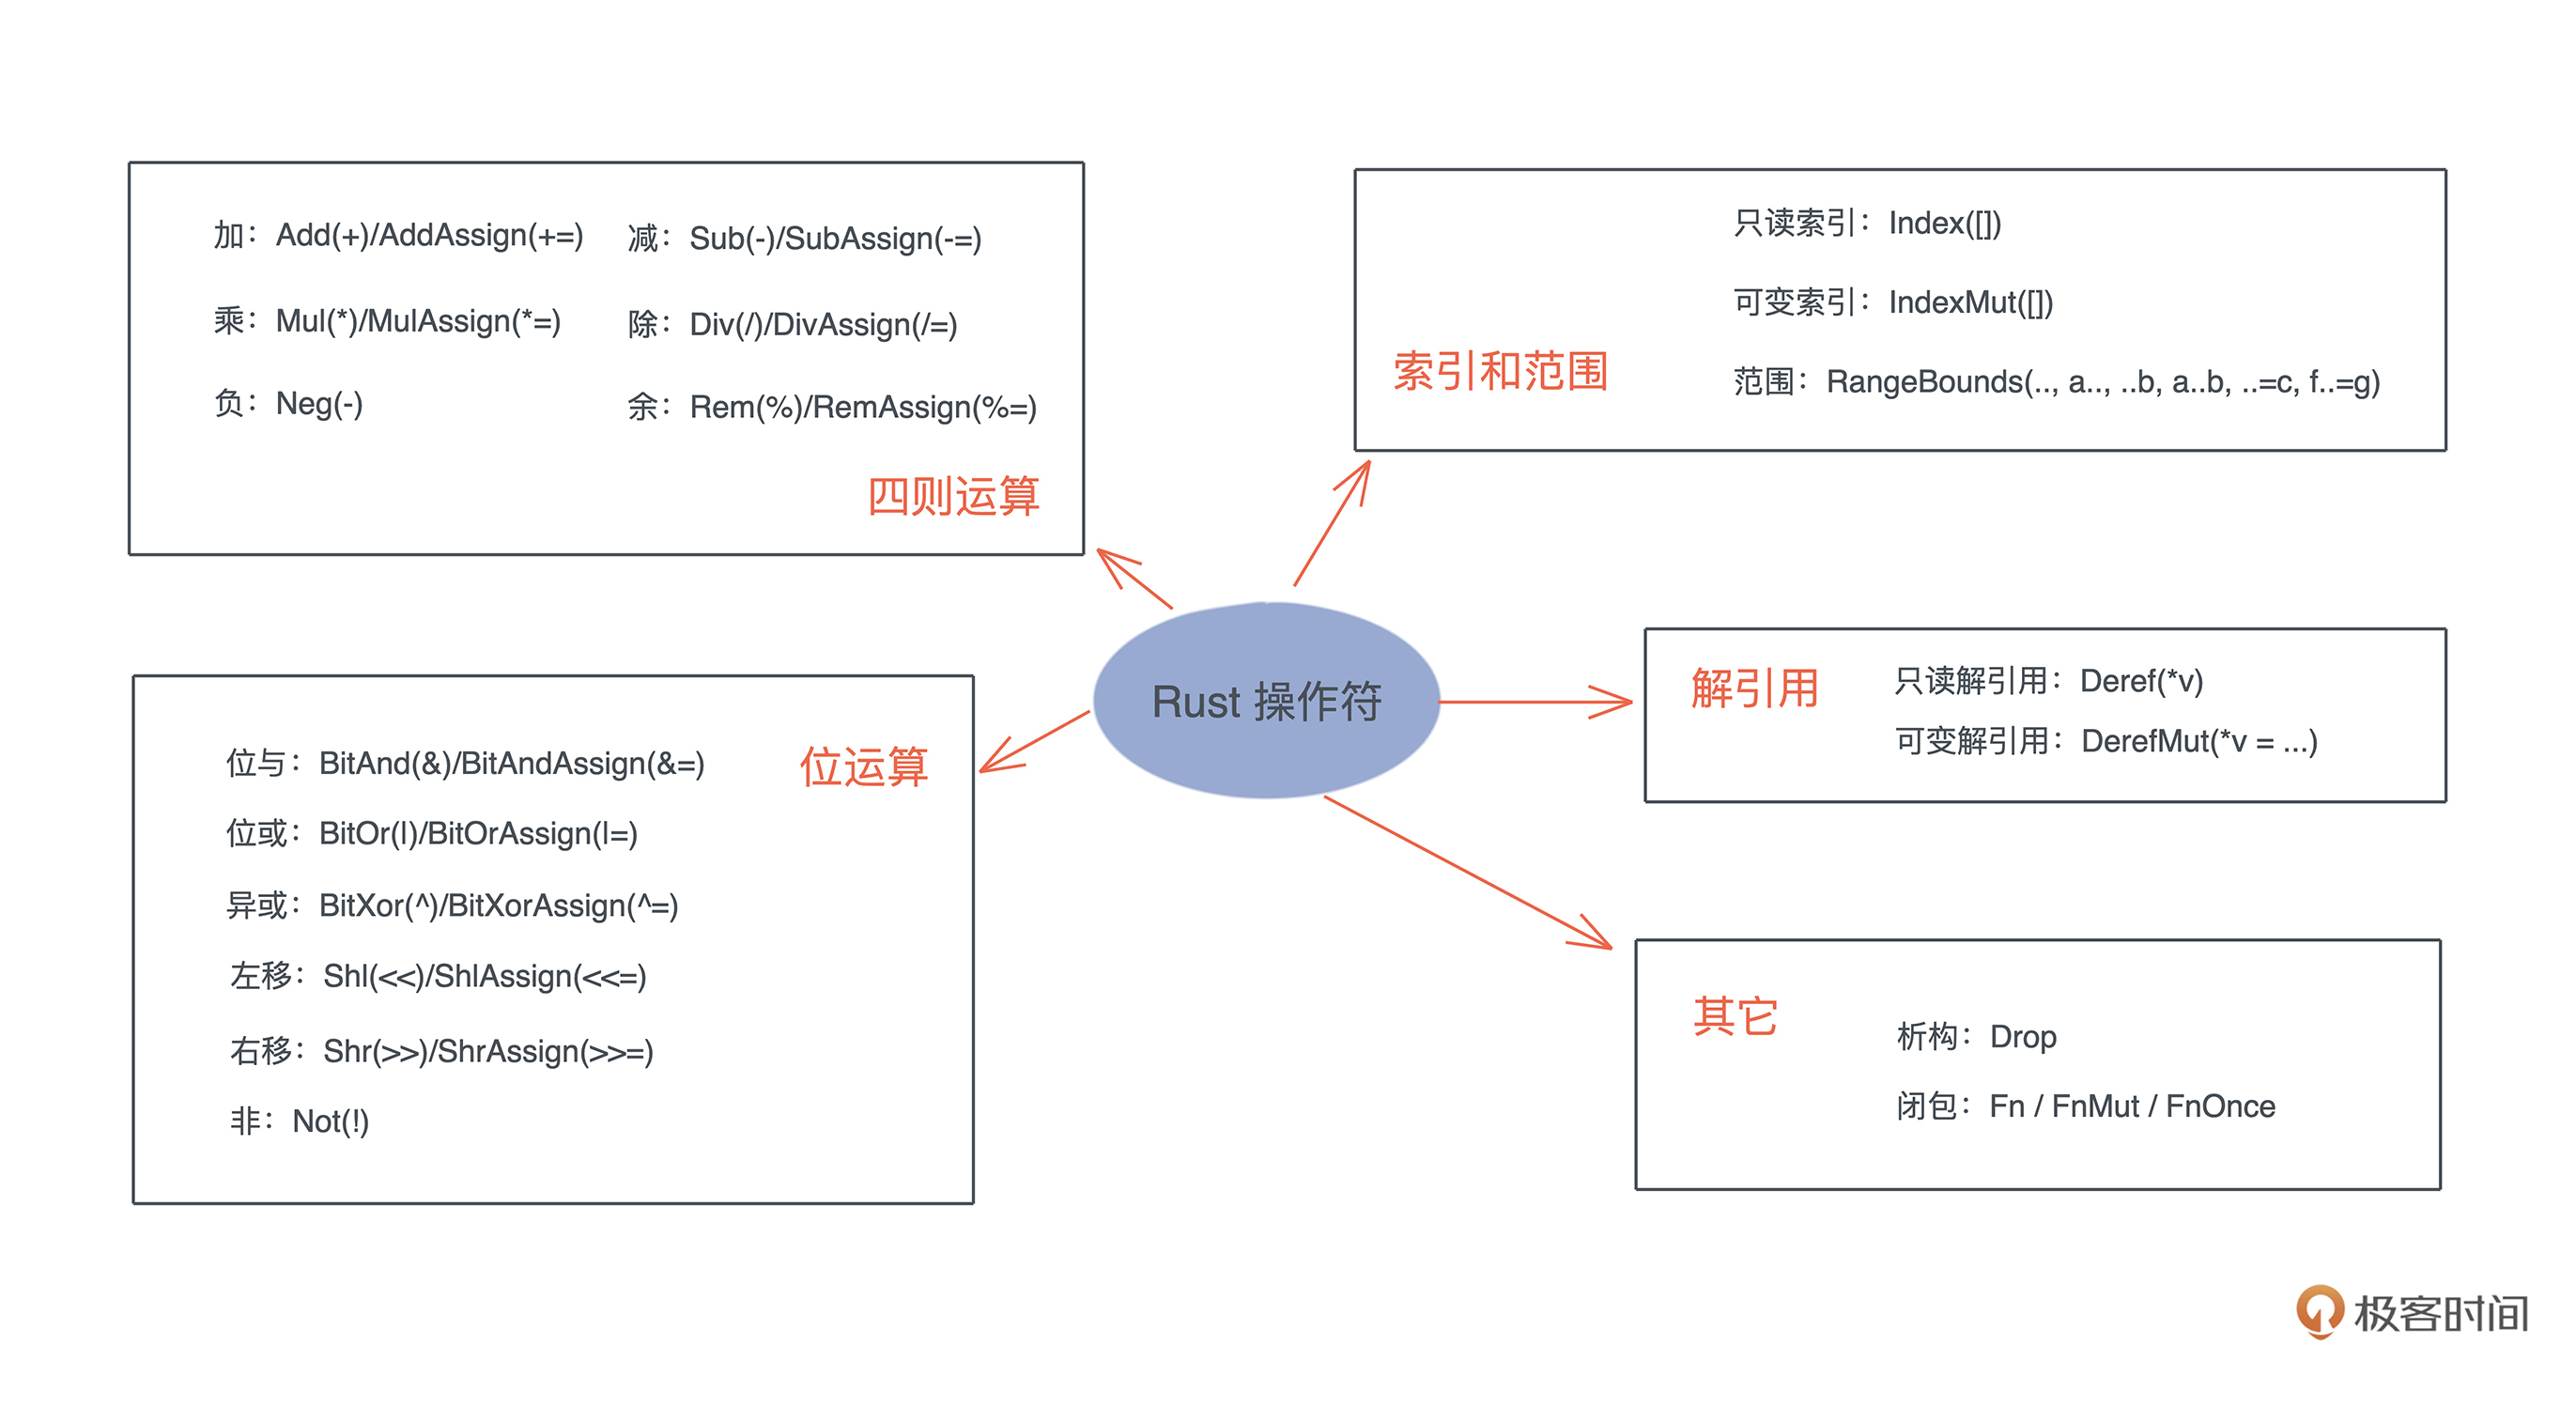 加：Add(+)/AddAssign(+=) 减：Sub(-)/SubAssign(-=)
乘：Mul(*)/MulAssign(*=) 除：Div(/)/DivAssign(/=)
负：Neg(-) 余：Rem(%)/RemAssign(%=)
四则运算
只读索引：Index([])
可变索引：IndexMut([])
索引和范围
范围：RangeBounds(.., a.., ..b, a..b, ..=c, f..=g)
Rust 操作符
解引用
只读解引用：Deref(*v)
可变解引用：DerefMut(*v = ...)
位运算
位与：BitAnd(&)/BitAndAssign(&=)
位或：BitOr(|)/BitOrAssign(|=)
异或：BitXor(^)/BitXorAssign(^=)
左移：Shl(<<)/ShlAssign(<<=)
右移：Shr(>>)/ShrAssign(>>=)
非：Not(!)
其它
析构：Drop
闭包：Fn / FnMut / FnOnce
极客时间